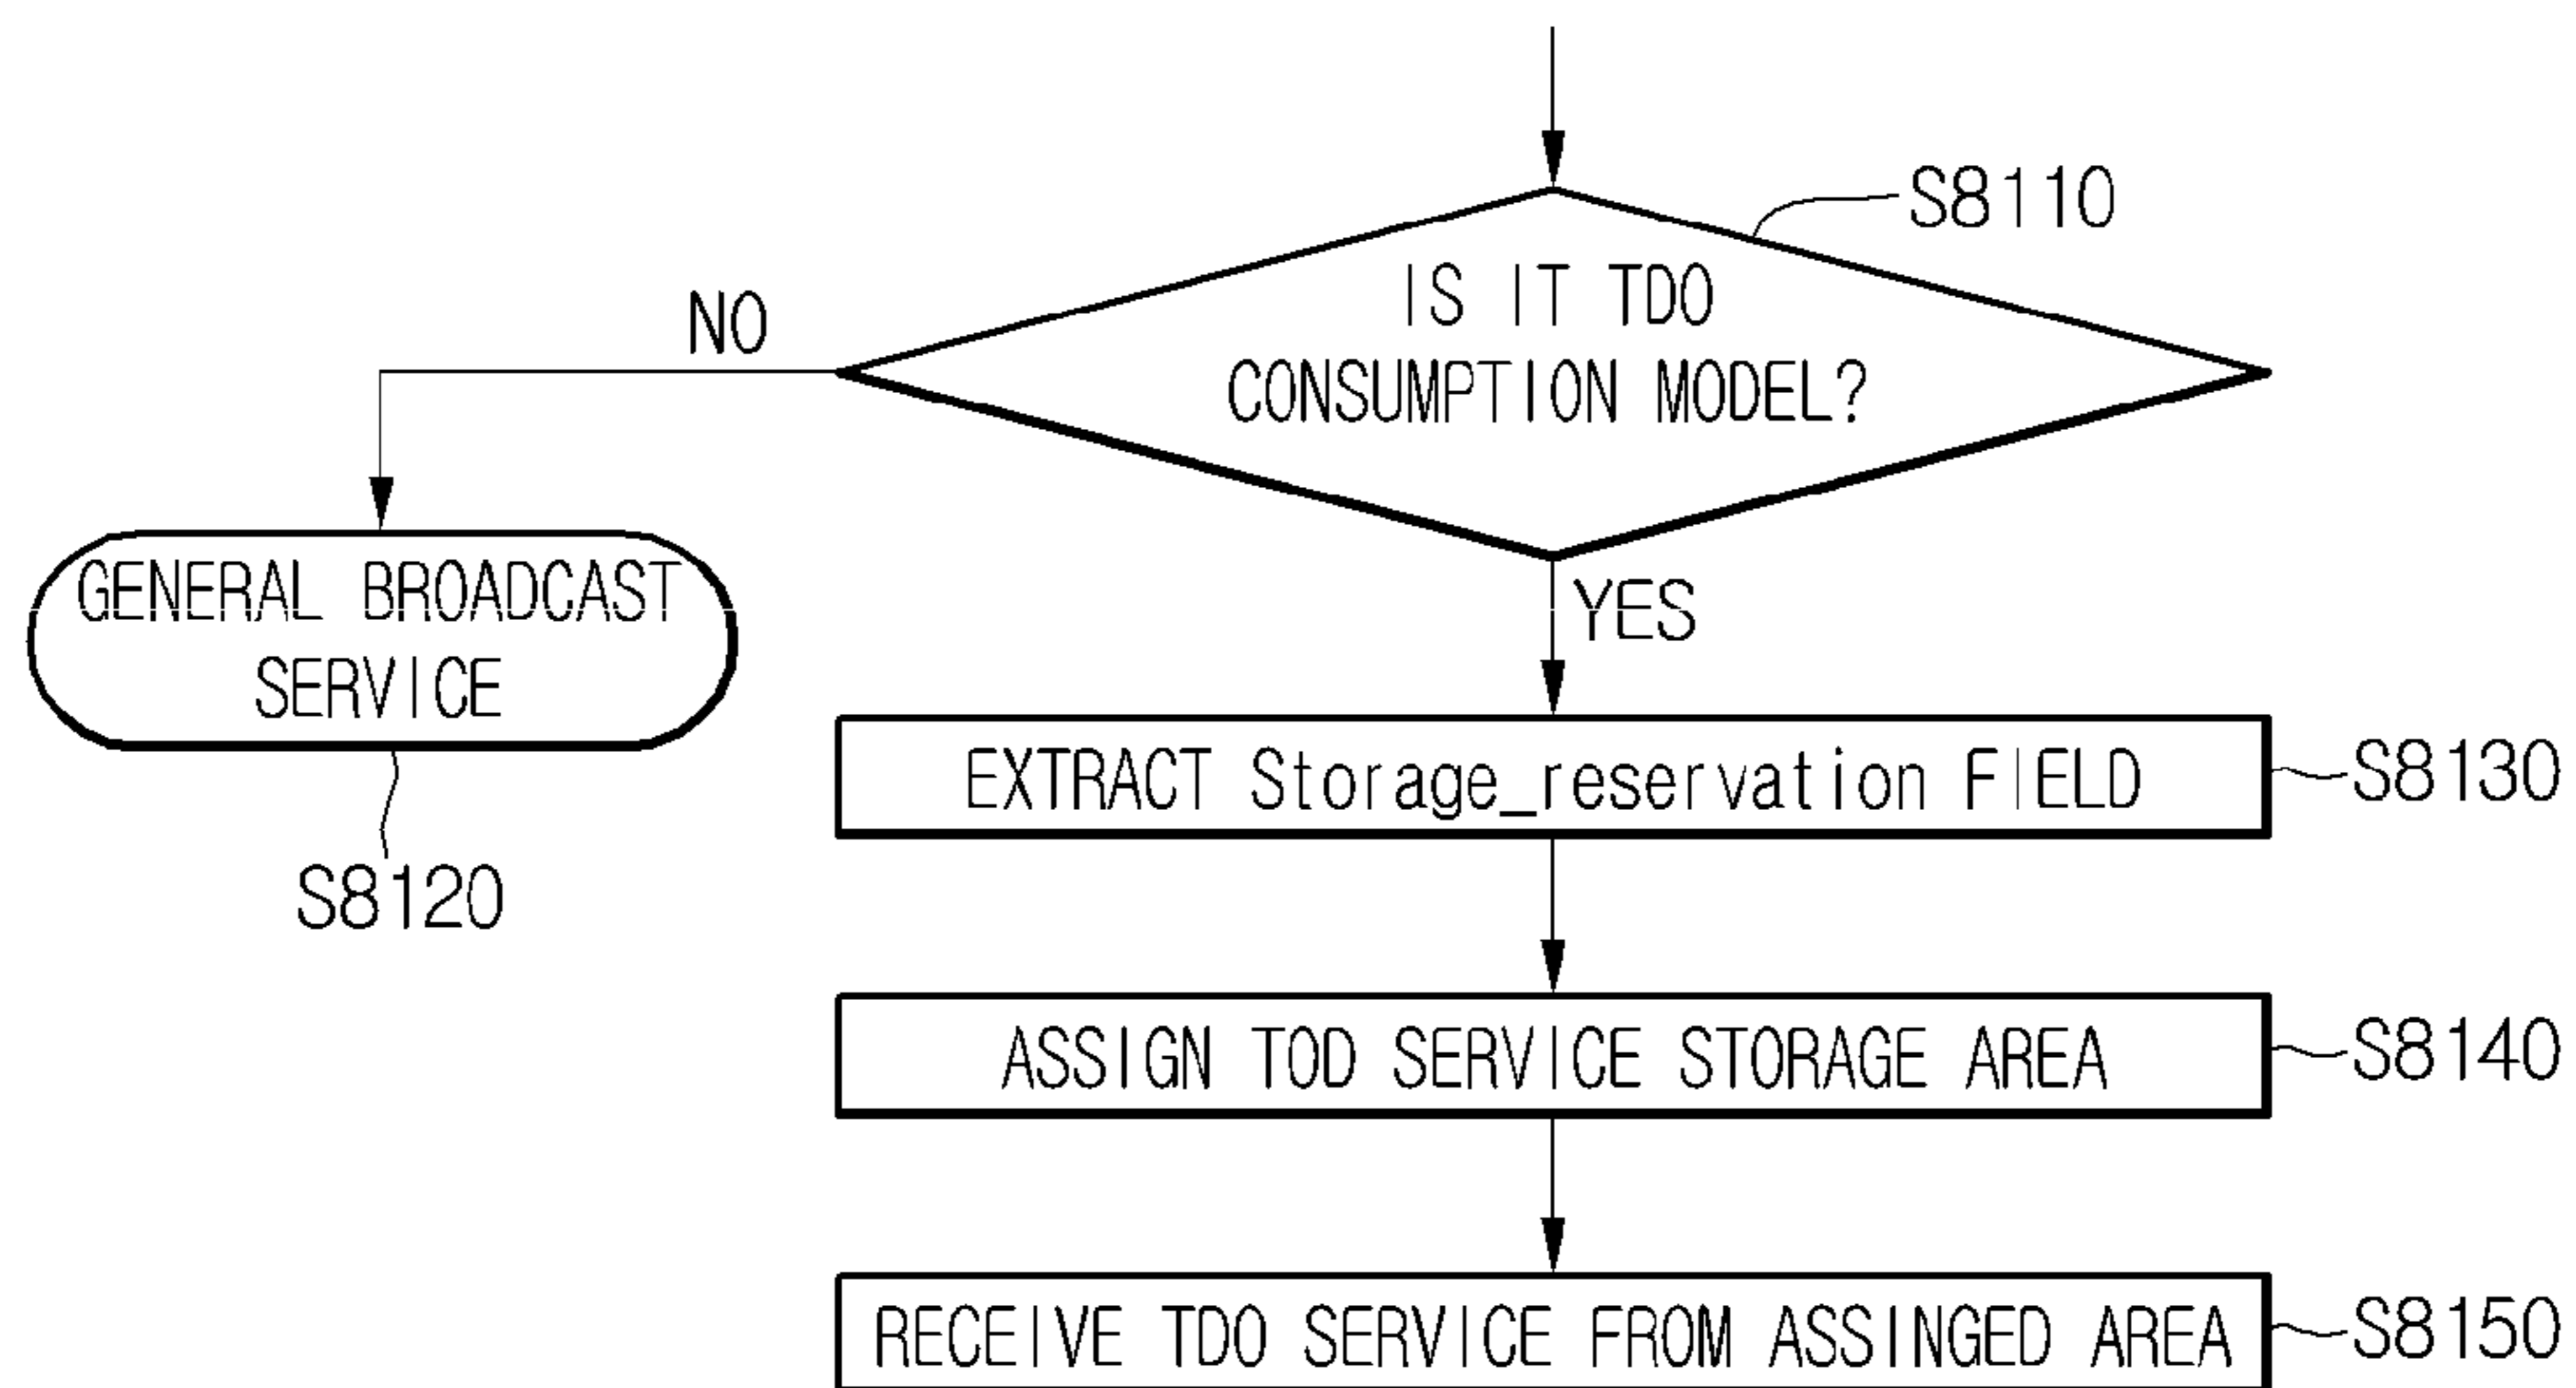 S8110
IS IT TDO
CONSUMPTION MODEL?
NO
YES
GENERAL BROADCAST
SERVICE
S8120
EXTRACT Storage_reservation FIELD
S8130
ASSIGN TOD SERVICE STORAGE AREA
S8140
RECEIVE TDO SERVICE FROM ASSINGED AREA
S8150